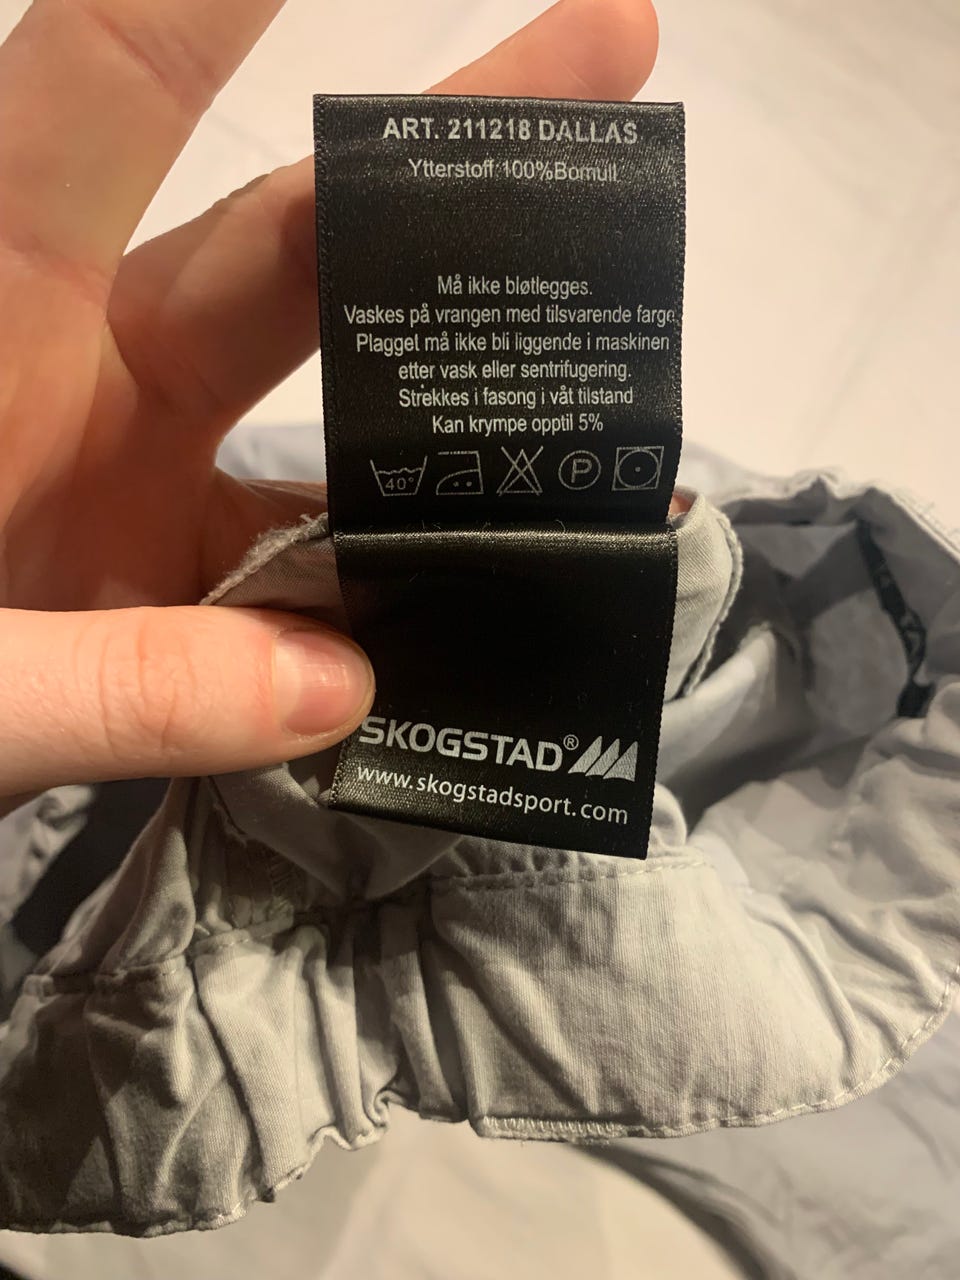 ART. 211218 DALLAS
Ytterstoff 100%Bomull
Må ikke bløtlegges.
Vaskes på vrangen med tilsvarende farge
Plagget må ikke bli liggende i maskinen
etter vask eller sentrifugering.
Strekkes i fasong i våt tilstand
Kan krympe opptil 5%
40° P
SKOGSTAD®
www.skogstadsport.com